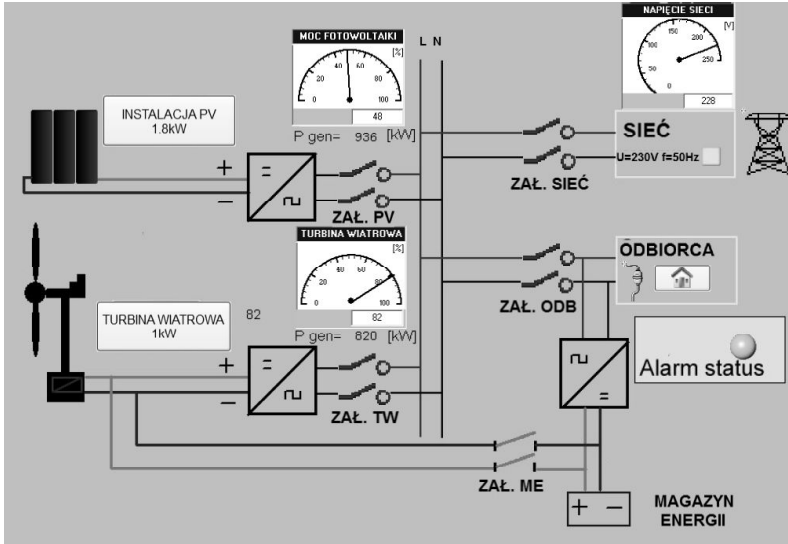 MOC FOTOWOLTAIKI
[%]
0
20
40
60
80
100
48
P gen= 936 [kW]
L N
NAPIĘCIE SIECI
[V]
0
50
100
150
200
250
228
INSTALACJA PV
1.8kW
+
−
=
ZAŁ. PV
SIEĆ
U=230V f=50Hz
ZAŁ. SIEĆ
TURBINA WIATROWA
[%]
0
20
40
60
80
100
82
P gen= 820 [kW]
ODBIORCA
ZAŁ. ODB
TURBINA WIATROWA
1kW
82
+
−
=
ZAŁ. TW
=
Alarm status
ZAŁ. ME
+ −
MAGAZYN
ENERGII